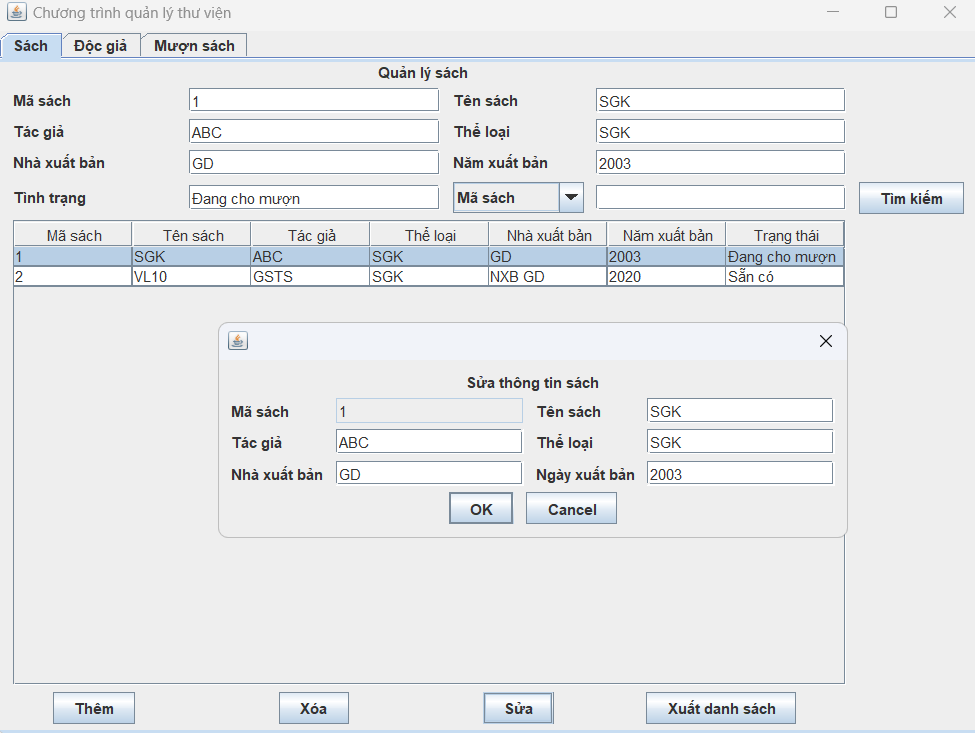 Chương trình quản lý thư viện
Sách Độc giả Mượn sách
Quản lý sách
Mã sách 1 Tên sách SGK
Tác giả ABC Thể loại SGK
Nhà xuất bản GD Năm xuất bản 2003
Tình trạng Đang cho mượn Mã sách Tìm kiếm
Mã sách Tên sách Tác giả Thể loại Nhà xuất bản Năm xuất bản Trạng thái
1 SGK ABC SGK GD 2003 Đang cho mượn
2 VL10 GSTS SGK NXB GD 2020 Sẵn có
Sửa thông tin sách
Mã sách 1 Tên sách SGK
Tác giả ABC Thể loại SGK
Nhà xuất bản GD Ngày xuất bản 2003
OK Cancel
Thêm Xóa Sửa Xuất danh sách